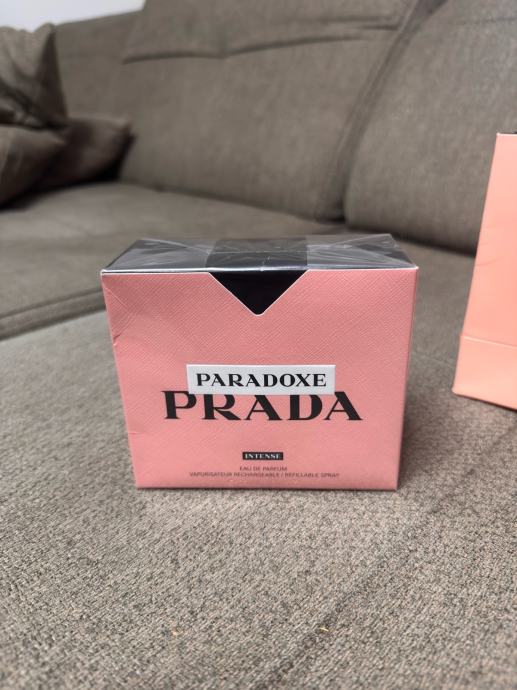 PARADOXE
PRADA
INTENSE
EAU DE PARFUM
VAPORISATEUR RECHARGEABLE / REFILLABLE SPRAY